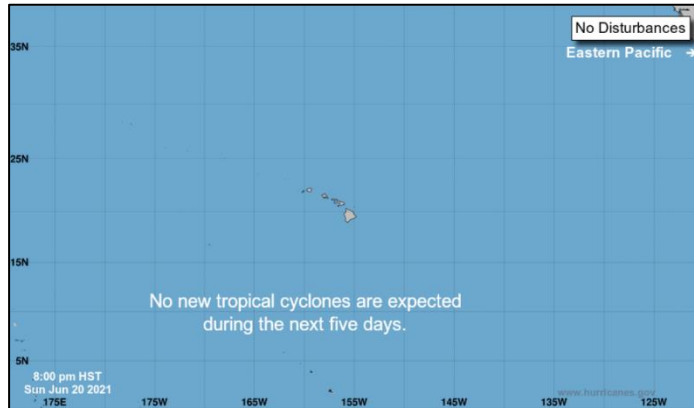 No Disturbances
35N
Eastern Pacific →
25N
15N
No new tropical cyclones are expected
during the next five days.
5N
8:00 pm HST
Sun Jun 20 2021
www.hurricanes.gov
175E
175W
165W
155W
145W
135W
125W